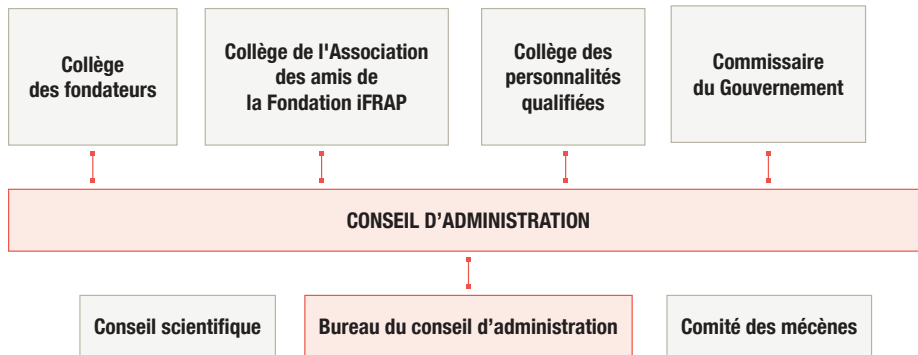 Collège
des fondateurs
Collège de l'Association
des amis de
la Fondation iFRAP
Collège des
personnalités
qualifiées
Commissaire
du Gouvernement
CONSEIL D’ADMINISTRATION
Conseil scientifique
Bureau du conseil d’administration
Comité des mécènes